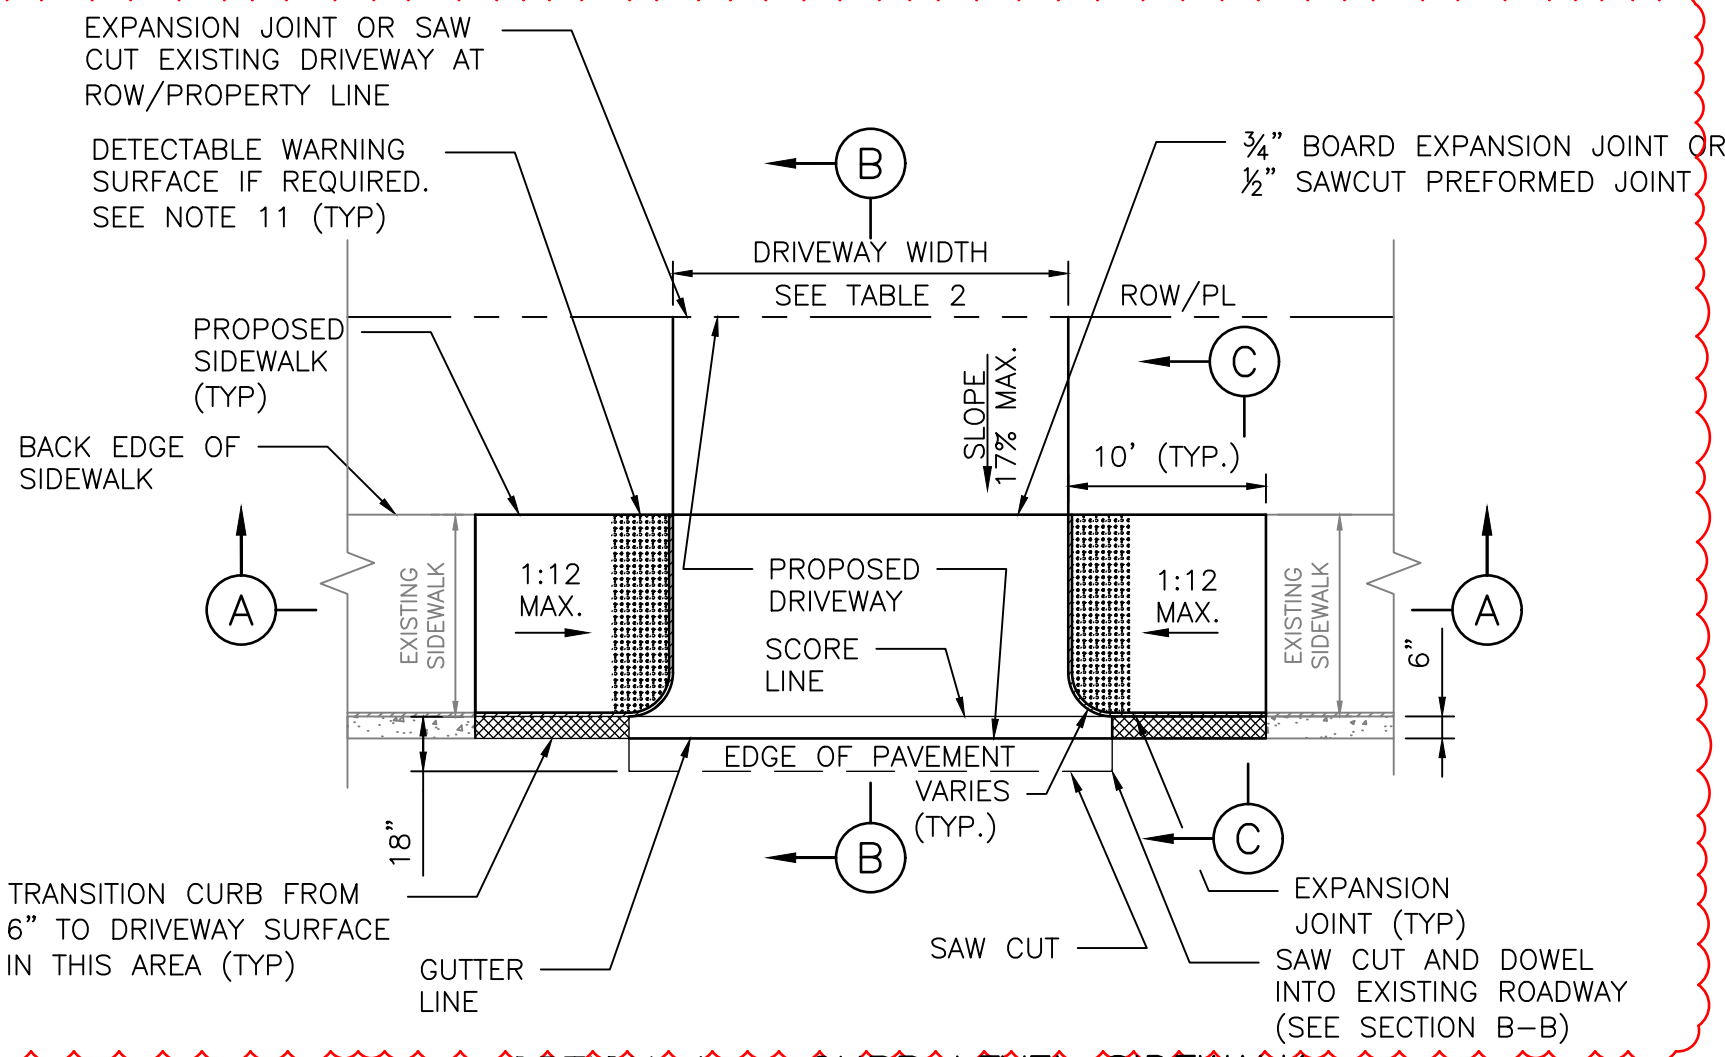 EXPANSION JOINT OR SAW
CUT EXISTING DRIVEWAY AT
ROW/PROPERTY LINE
DETECTABLE WARNING
SURFACE IF REQUIRED.
SEE NOTE 11 (TYP)
B
¾" BOARD EXPANSION JOINT OR
½" SAWCUT PREFORMED JOINT
DRIVEWAY WIDTH
SEE TABLE 2
ROW/PL
PROPOSED
SIDEWALK
(TYP)
SLOPE
17% MAX.
C
BACK EDGE OF
SIDEWALK
10' (TYP.)
A
EXISTING
SIDEWALK
1:12
MAX.
PROPOSED
DRIVEWAY
1:12
MAX.
EXISTING
SIDEWALK
A
6"
SCORE
LINE
EDGE OF PAVEMENT
VARIES
(TYP.)
18"
B
C
TRANSITION CURB FROM
6" TO DRIVEWAY SURFACE
IN THIS AREA (TYP)
GUTTER
LINE
SAW CUT
EXPANSION
JOINT (TYP)
SAW CUT AND DOWEL
INTO EXISTING ROADWAY
(SEE SECTION B-B)